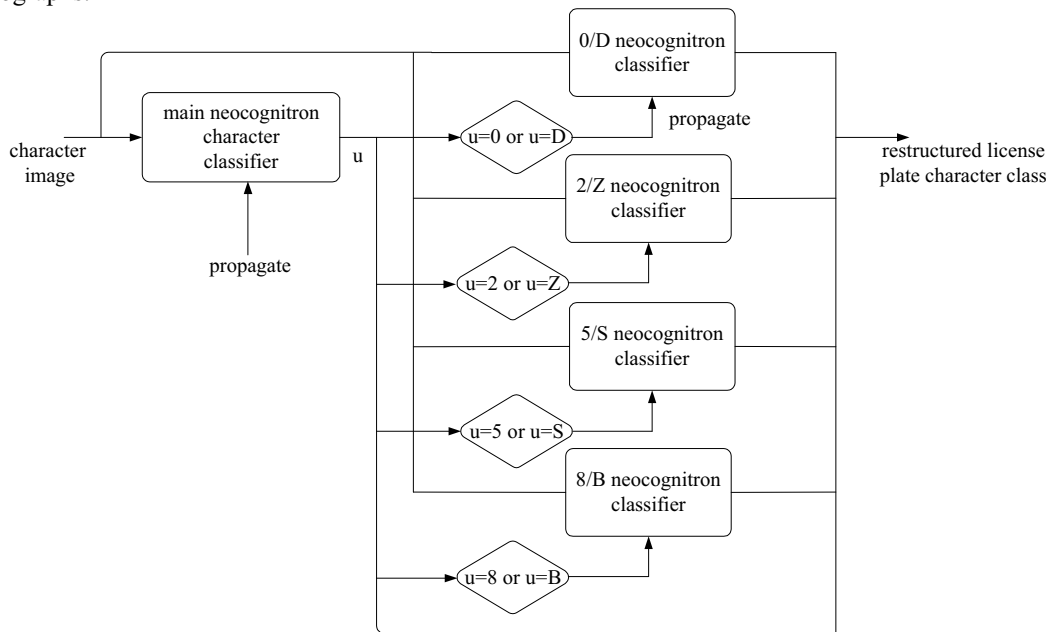 0/D neocognitron
classifier
main neocognitron
character
classifier
propagate
u=0 or u=D
character
image
u
restructured license
plate character class
2/Z neocognitron
classifier
propagate
u=2 or u=Z
5/S neocognitron
classifier
u=5 or u=S
8/B neocognitron
classifier
u=8 or u=B